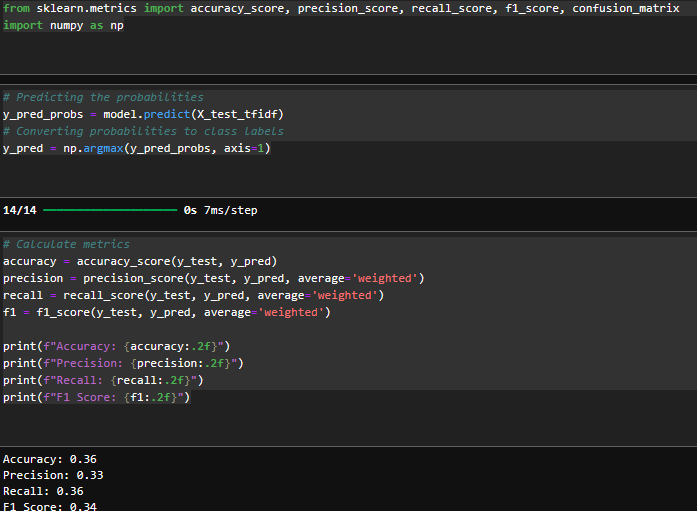 from sklearn.metrics import accuracy_score, precision_score, recall_score, f1_score, confusion_matrix
import numpy as np
# Predicting the probabilities
y_pred_probs = model.predict(X_test_tfidf)
# Converting probabilities to class labels
y_pred = np.argmax(y_pred_probs, axis=1)
14/14 ━━━━━━━━━━━━━━━━━━━━ 0s 7ms/step
# Calculate metrics
accuracy = accuracy_score(y_test, y_pred)
precision = precision_score(y_test, y_pred, average='weighted')
recall = recall_score(y_test, y_pred, average='weighted')
f1 = f1_score(y_test, y_pred, average='weighted')
print(f"Accuracy: {accuracy:.2f}")
print(f"Precision: {precision:.2f}")
print(f"Recall: {recall:.2f}")
print(f"F1 Score: {f1:.2f}")
Accuracy: 0.36
Precision: 0.33
Recall: 0.36
F1 Score: 0.34